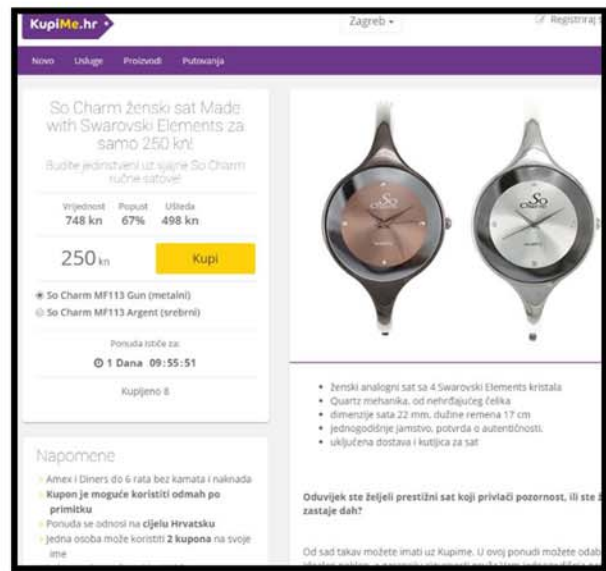 KupiMe.hr
Zagreb
Registriraj
Novo Usluge Proizvodi Putovanja
So Charm ženski sat Made
with Swarovski Elements za
samo 250 kn!
Budite jedinstveni uz sjajne So Charm
ručne satove!
Vrijednost Popust Ušteda
748 kn 67% 498 kn
250 kn Kupi
So Charm MF113 Gun (metalni)
So Charm MF113 Argent (srebrni)
Ponuda ističe za:
1 Dana 09:55:51
Kupljeno 8
So Charm
QUARTZ
So Charm
ženski analogni sat sa 4 Swarovski Elements kristala
Quartz mehanika, od nehrđajućeg čelika
dimenzije sata 22 mm, dužine remena 17 cm
jednogodišnje jamstvo, potvrda o autentičnosti.
uključena dostava i kutijica za sat
Oduvijek ste željeli prestižni sat koji privlači pozornost, ili ste
zastaje dah?
Od sad takav možete imati uz Kupime. U ovoj ponudi možete
Napomene
Amex i Diners do 6 rata bez kamata i naknada
Kupon je moguće koristiti odmah po
primitku
Ponuda se odnosi na cijelu Hrvatsku
Jedna osoba može koristiti 2 kupona na svoje
ime